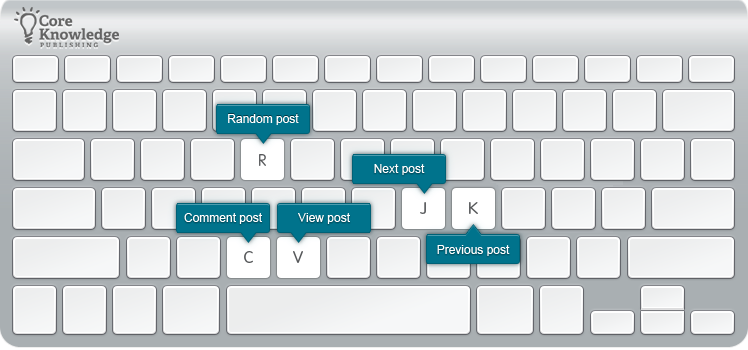 Core
Knowledge
PUBLISHING
Random post
R
Next post
J
K
Comment post
View post
Previous post
C
V